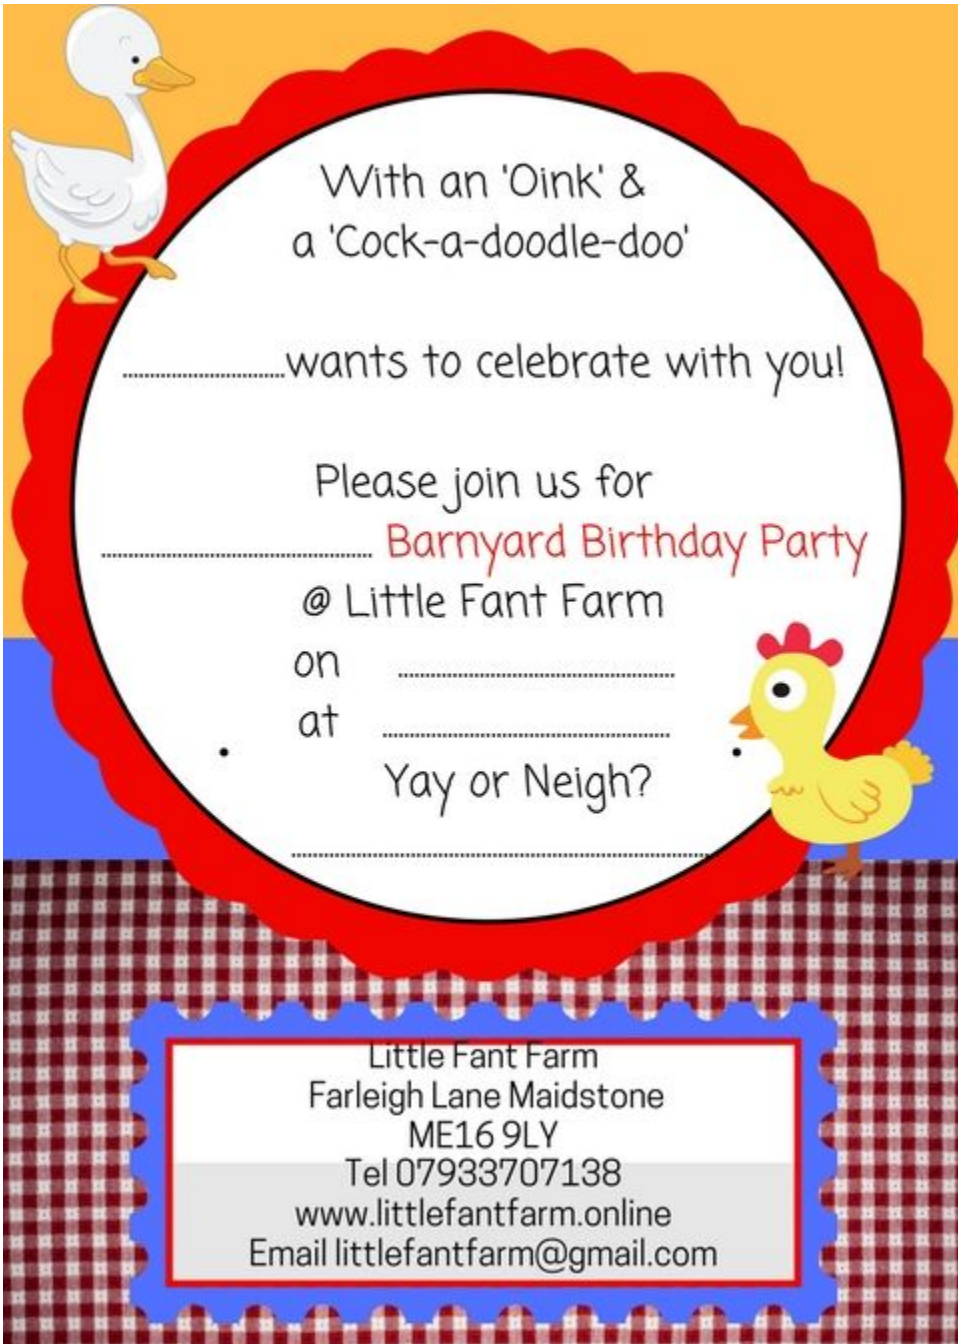 With an 'Oink' &
a 'Cock-a-doodle-doo'
....................wants to celebrate with you!
Please join us for
.................... Barnyard Birthday Party
@ Little Fant Farm
on ....................
at ....................
Yay or Neigh?
....................
Little Fant Farm
Farleigh Lane Maidstone
ME16 9LY
Tel 07933707138
www.littlefantfarm.online
Email littlefantfarm@gmail.com